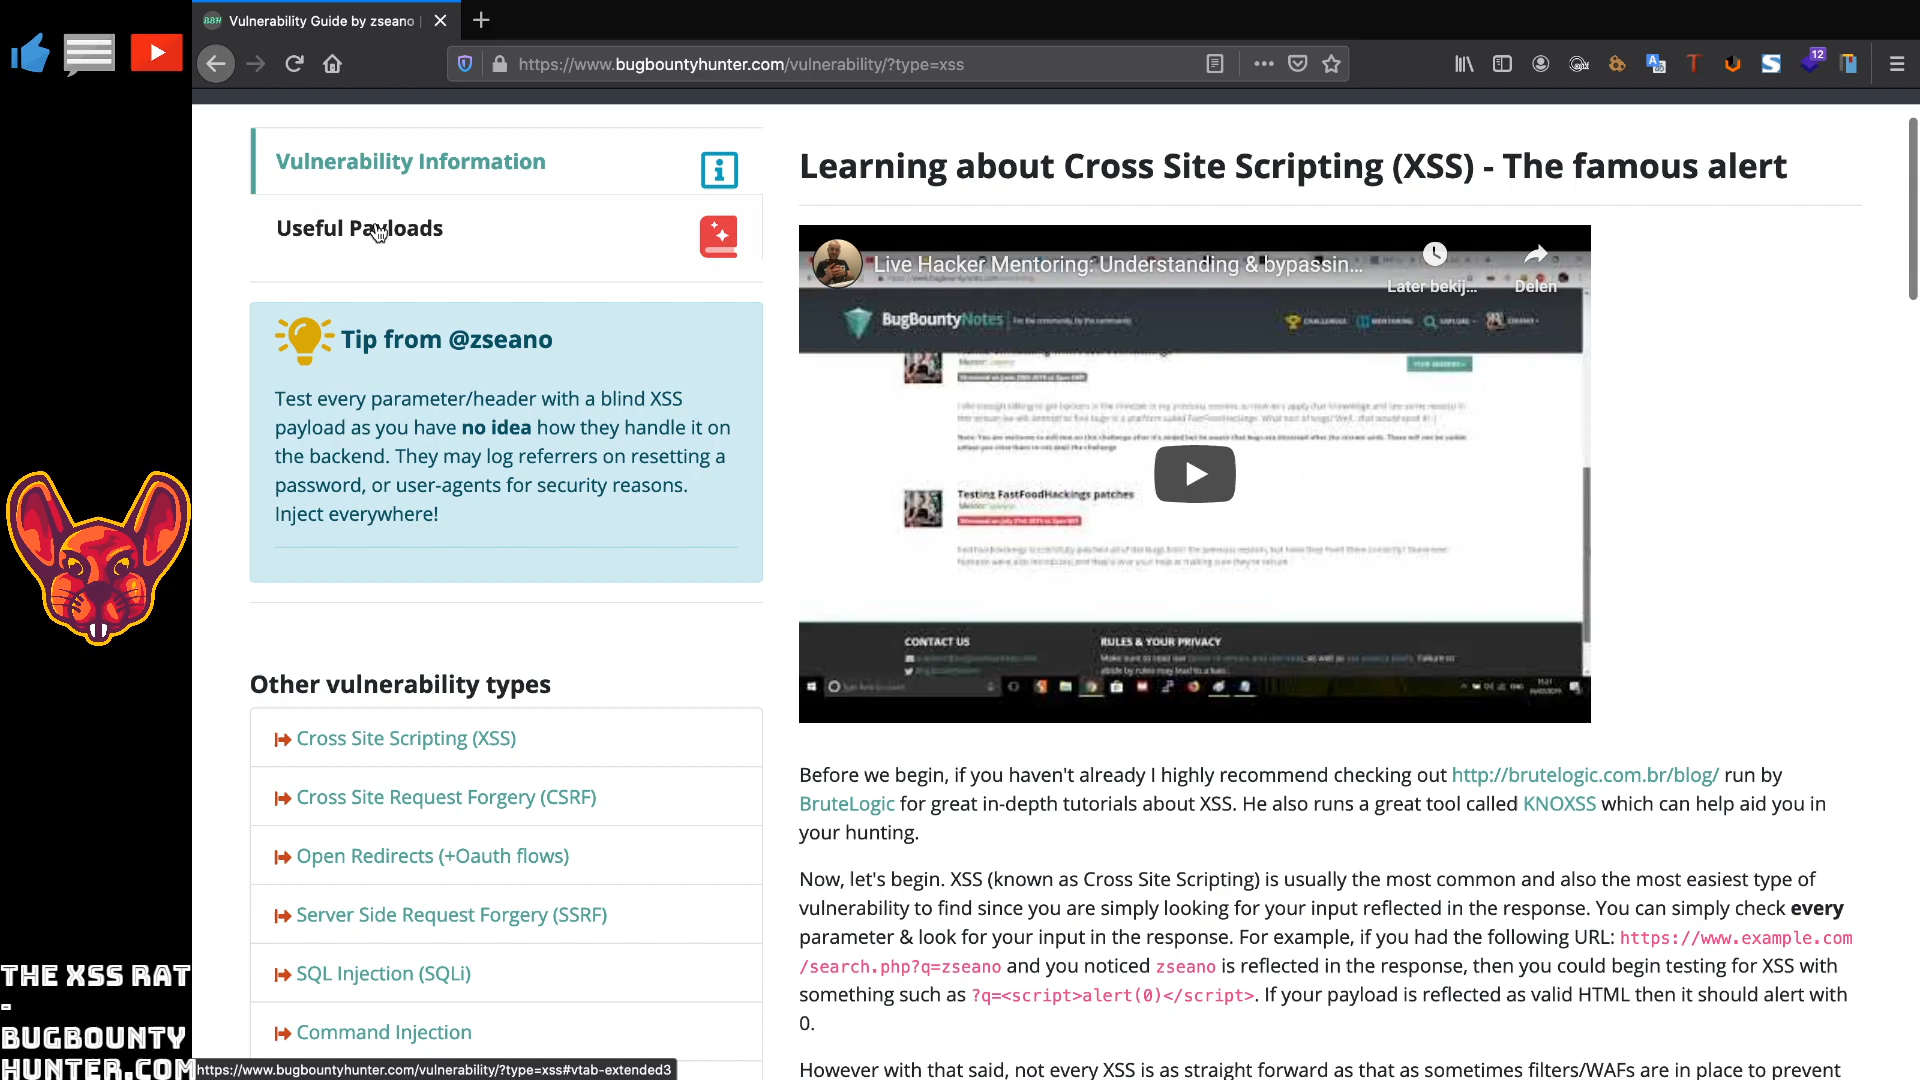 BBH Vulnerability Guide by zseano |
https://www.bugbountyhunter.com/vulnerability/?type=xss
12
Vulnerability Information
Useful Payloads
Tip from @zseano
Test every parameter/header with a blind XSS
payload as you have no idea how they handle it on
the backend. They may log referrers on resetting a
password, or user-agents for security reasons.
Inject everywhere!
Other vulnerability types
Cross Site Scripting (XSS)
Cross Site Request Forgery (CSRF)
Open Redirects (+Oauth flows)
Server Side Request Forgery (SSRF)
SQL Injection (SQLi)
Command Injection
https://www.bugbountyhunter.com/vulnerability/?type=xss#vtab-extended3
Learning about Cross Site Scripting (XSS) - The famous alert
Live Hacker Mentoring: Understanding & bypassin...
Later bekij...
Delen
BugBountyNotes
For the community, by the community
Testing FastFoodHackings patches
CONTACT US
RULES & YOUR PRIVACY
Before we begin, if you haven't already I highly recommend checking out http://brutelogic.com.br/blog/ run by
BruteLogic for great in-depth tutorials about XSS. He also runs a great tool called KNOXSS which can help aid you in
your hunting.
Now, let's begin. XSS (known as Cross Site Scripting) is usually the most common and also the most easiest type of
vulnerability to find since you are simply looking for your input reflected in the response. You can simply check every
parameter & look for your input in the response. For example, if you had the following URL: https://www.example.com
/search.php?q=zseano and you noticed zseano is reflected in the response, then you could begin testing for XSS with
something such as ?q=<script>alert(0)</script>. If your payload is reflected as valid HTML then it should alert with
0.
However with that said, not every XSS is as straight forward as that as sometimes filters/WAFs are in place to prevent
THE XSS RAT
-
BUGBOUNTY
HUNTER.COM